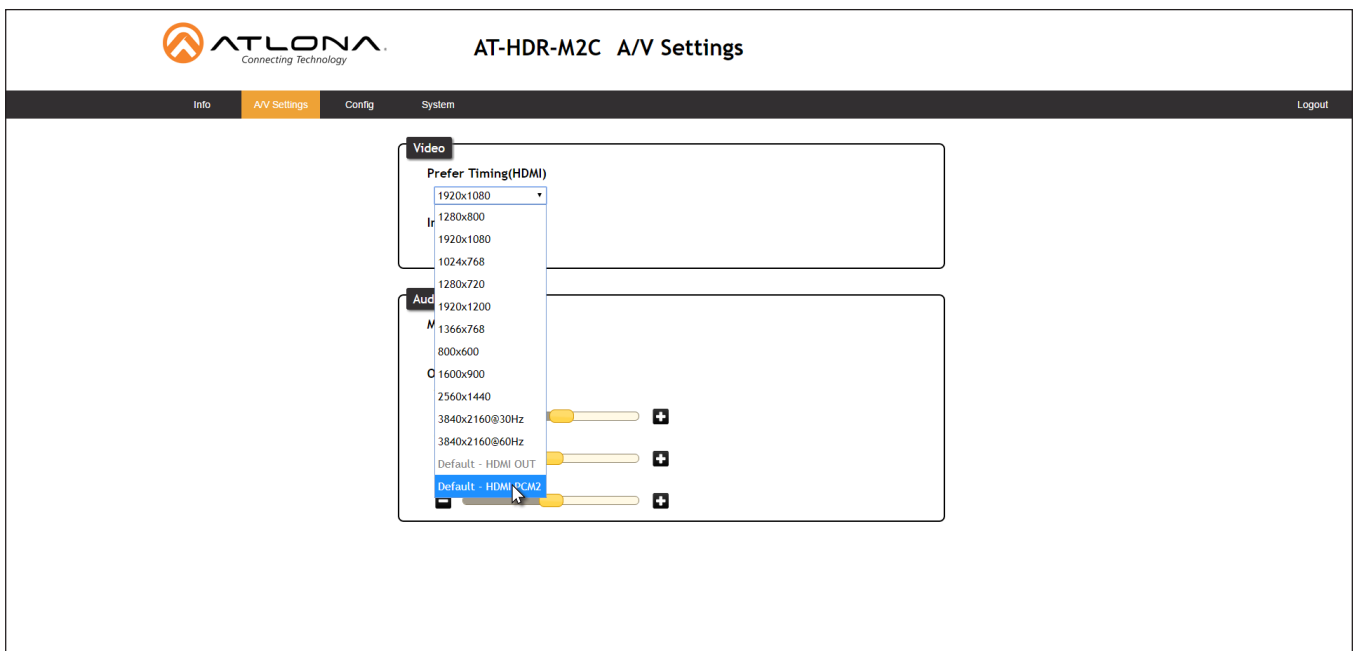 ATLONA.
Connecting Technology
AT-HDR-M2C A/V Settings
Info A/V Settings Config System Logout
Video
Prefer Timing(HDMI)
1920x1080
1280x800
1920x1080
1024x768
1280x720
1920x1200
1366x768
800x600
1600x900
2560x1440
3840x2160@30Hz
3840x2160@60Hz
Default - HDMI OUT
Default - HDMI PCM2